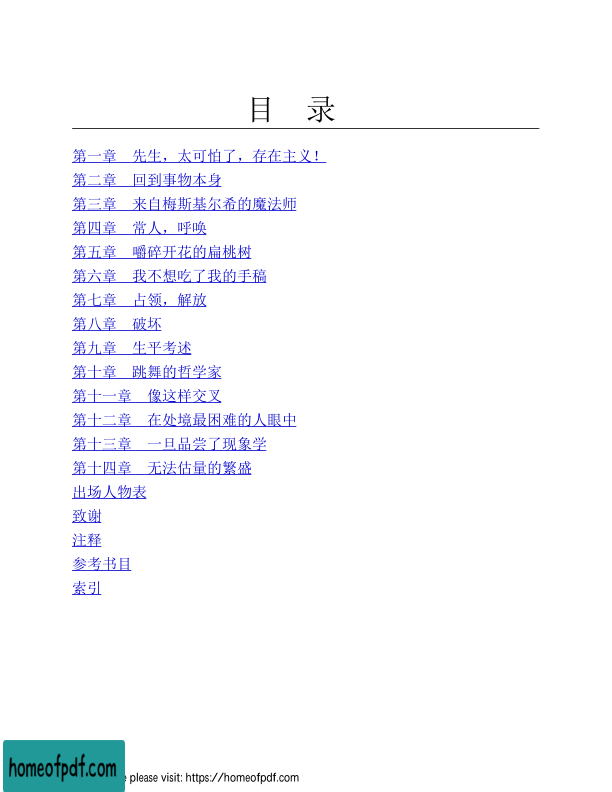 目 录
第一章 先生，太可怕了，存在主义！
第二章 回到事物本身
第三章 来自梅斯基尔希的魔法师
第四章 常人，呼唤
第五章 嚼碎开花的扁桃树
第六章 我不想吃了我的手稿
第七章 占领，解放
第八章 破坏
第九章 生平考述
第十章 跳舞的哲学家
第十一章 像这样交叉
第十二章 在处境最困难的人眼中
第十三章 一旦品尝了现象学
第十四章 无法估量的繁盛
出场人物表
致谢
注释
参考书目
索引
homeofpdf.com e please visit: https://homeofpdf.com